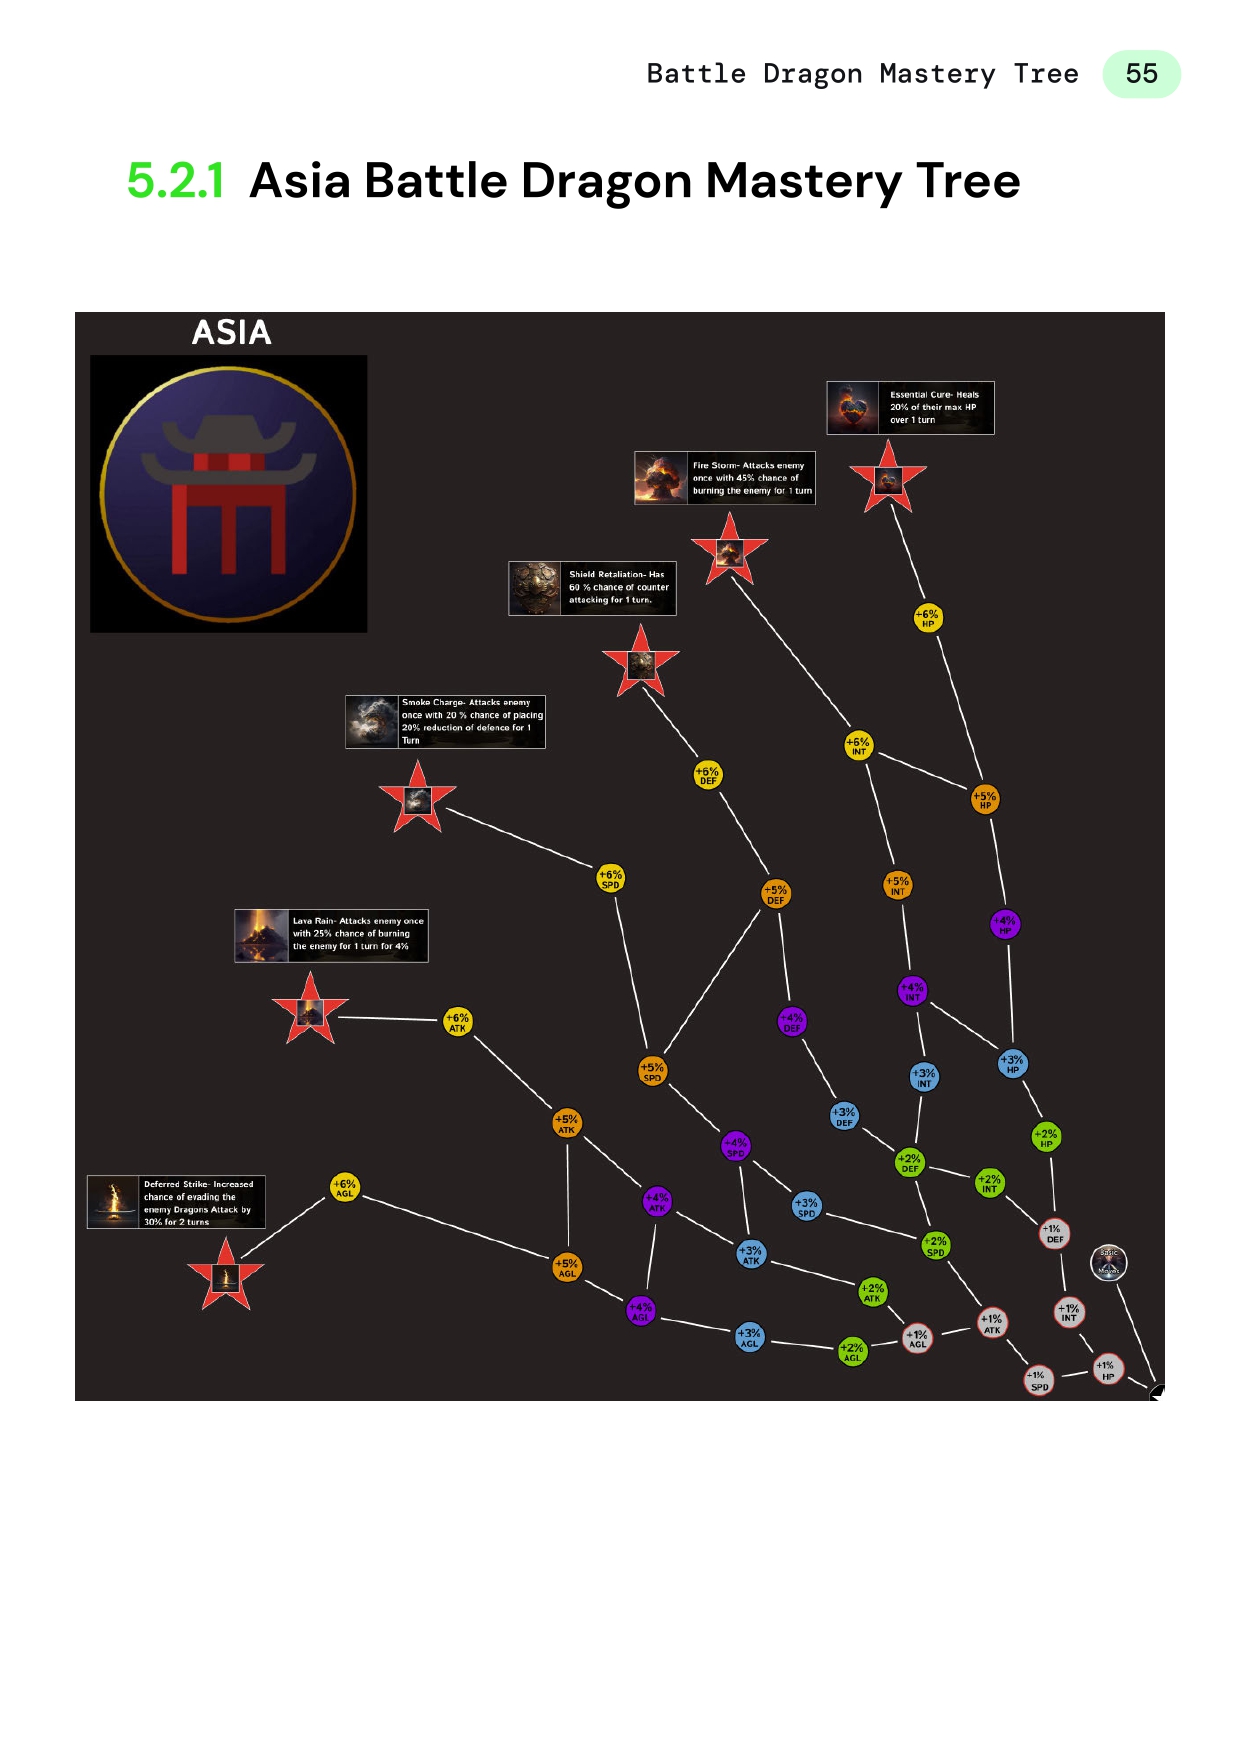 Battle Dragon Mastery Tree 55
5.2.1 Asia Battle Dragon Mastery Tree
ASIA
Essential Cure- Heals
20% of their max HP
over 1 turn
Fire Storm- Attacks enemy
once with 45% chance of
burning the enemy for 1 turn
Shield Retaliation- Has
60 % chance of counter
attacking for 1 turn.
+6%
HP
Smoke Charge- Attacks enemy
once with 20 % chance of placing
20% reduction of defence for 1
Turn
+6%
INT
+6%
DEF
+5%
HP
+6%
SPD
+5%
DEF
+5%
INT
Lava Rain- Attacks enemy once
with 25% chance of burning
the enemy for 1 turn for 4%
+4%
HP
+4%
INT
+6%
ATK
+4%
DEF
+5%
SPD
+3%
INT
+3%
HP
+5%
ATK
+3%
DEF
+4%
SPD
+2%
HP
+2%
DEF
Deferred Strike- Increased
chance of evading the
enemy Dragons Attack by
30% for 2 turns
+6%
AGL
+4%
ATK
+3%
SPD
+2%
INT
+1%
DEF
+5%
AGL
+3%
ATK
+2%
SPD
Basic
Moves
+4%
AGL
+2%
ATK
+1%
INT
+3%
AGL
+2%
AGL
+1%
AGL
+1%
ATK
+1%
SPD
+1%
HP